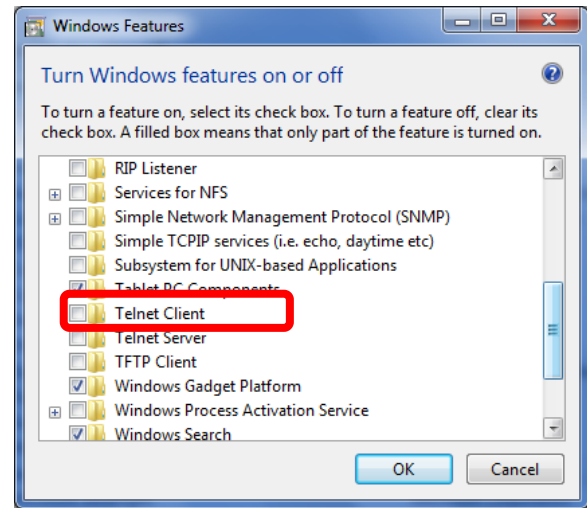 Windows Features
Turn Windows features on or off
To turn a feature on, select its check box. To turn a feature off, clear its
check box. A filled box means that only part of the feature is turned on.
RIP Listener
Services for NFS
Simple Network Management Protocol (SNMP)
Simple TCPIP services (i.e. echo, daytime etc)
Subsystem for UNIX-based Applications
Tablet PC Components
Telnet Client
Telnet Server
TFTP Client
Windows Gadget Platform
Windows Process Activation Service
Windows Search
OK Cancel